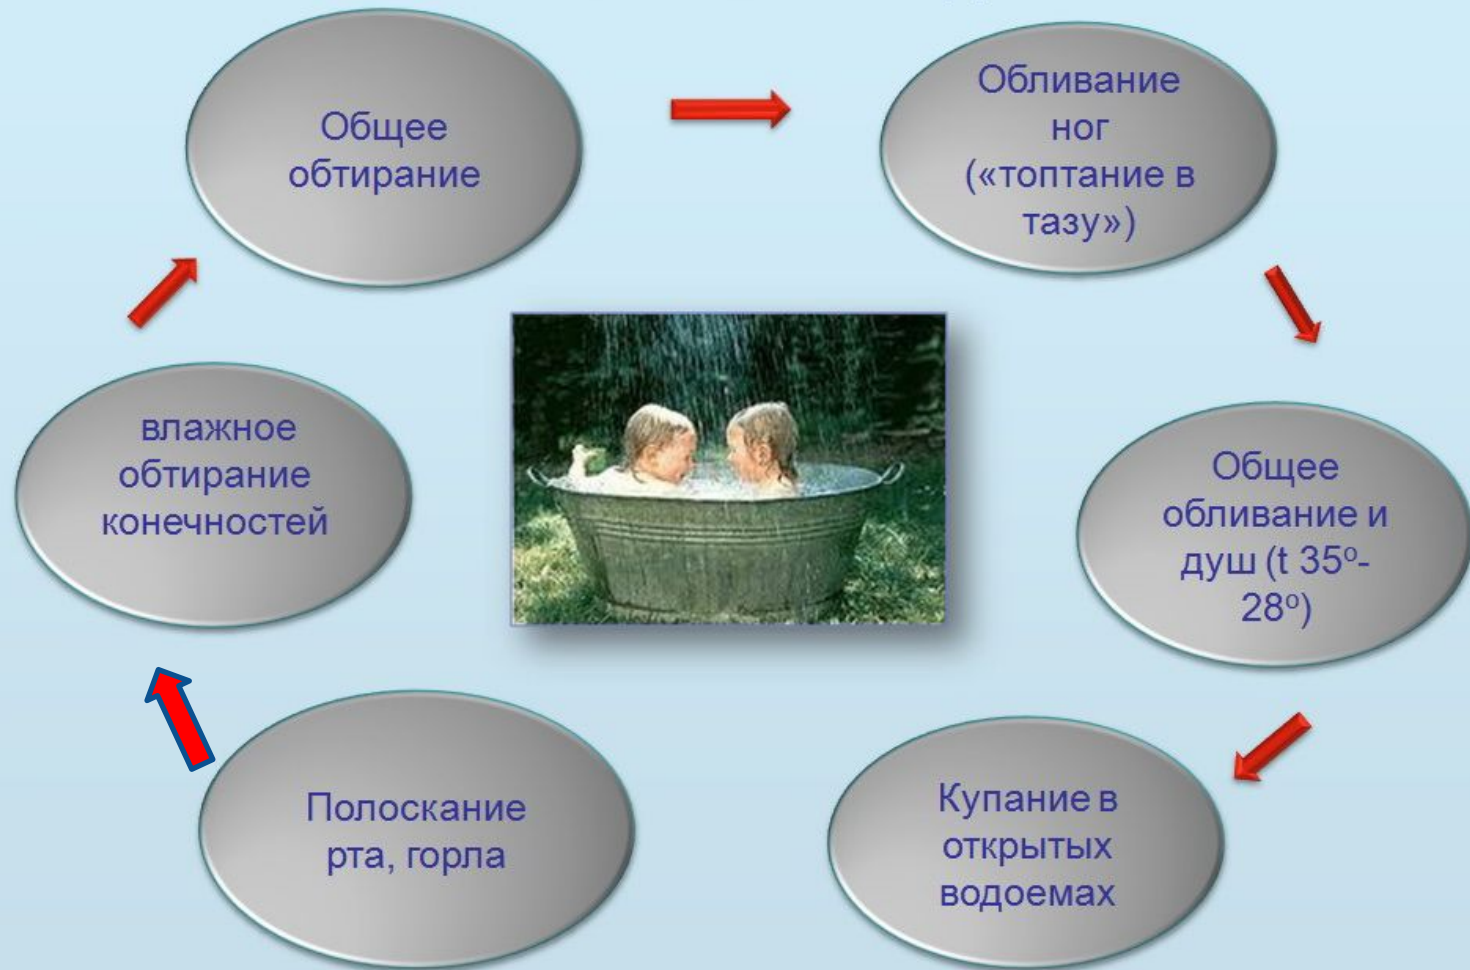 Общее
обтирание
Обливание
ног
(«топтание в
тазу»)
влажное
обтирание
конечностей
Общее
обливание и
душ (t 35º-
28º)
Полоскание
рта, горла
Купание в
открытых
водоемах